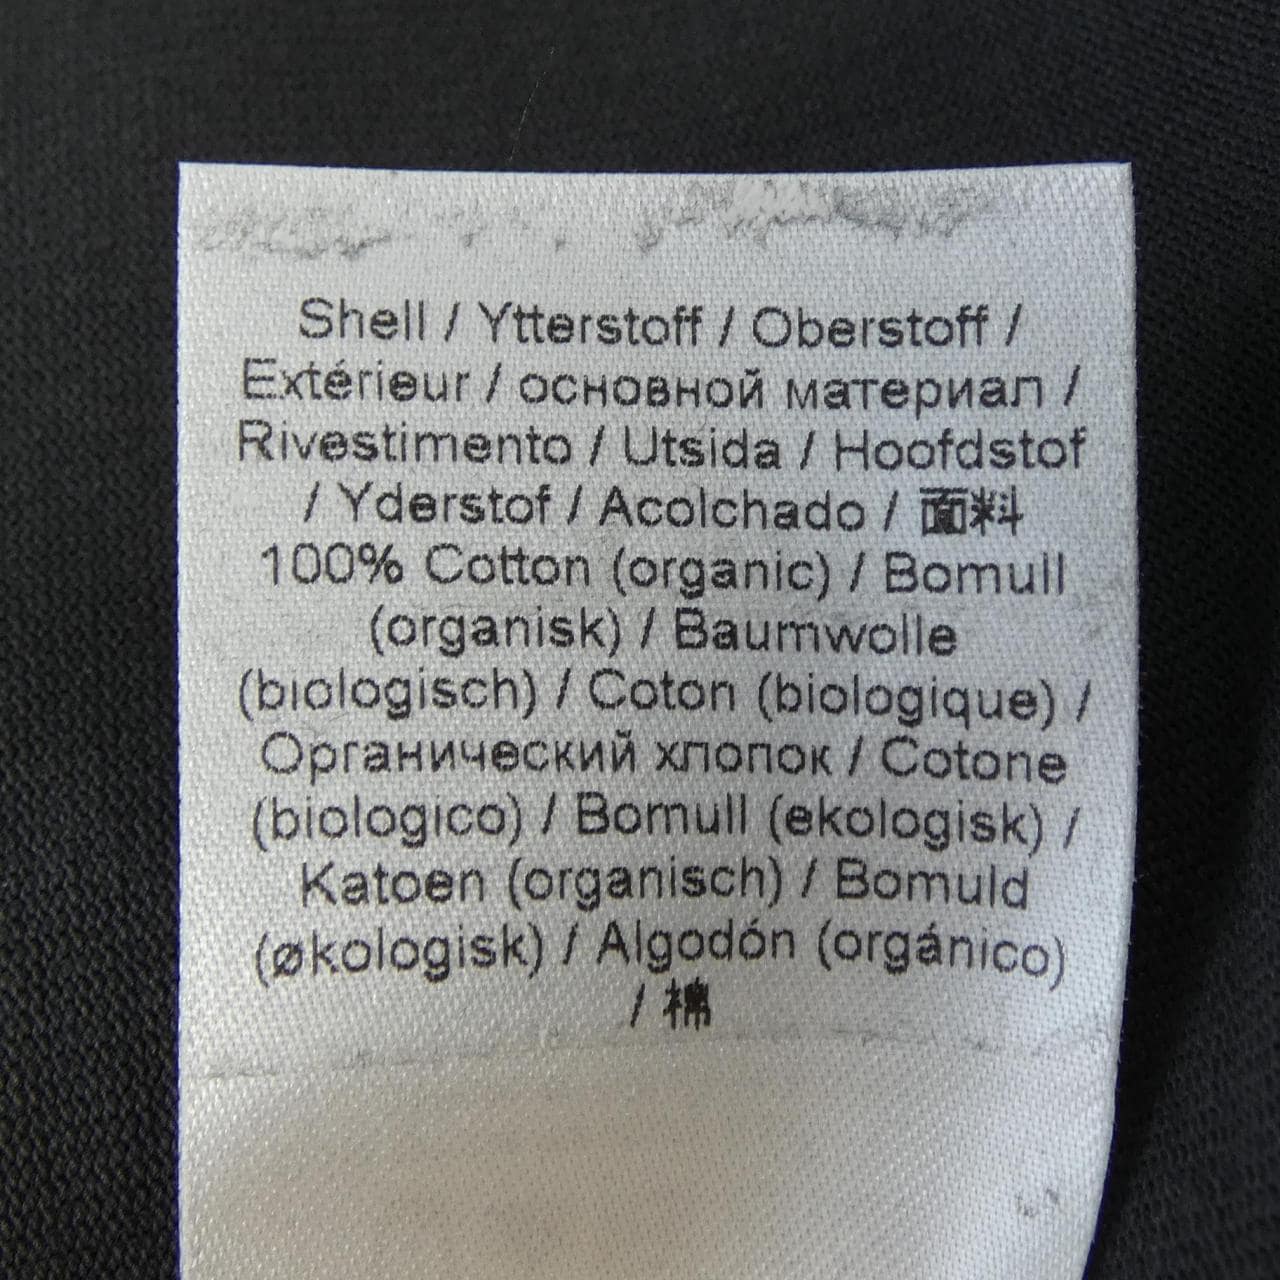 Shell / Ytterstoff / Oberstoff /
Extérieur / основной материал /
Rivestimento / Utsida / Hoofdstof
/ Yderstof / Acolchado / 面料
100% Cotton (organic) / Bomull
(organisk) / Baumwolle
(biologisch) / Coton (biologique) /
Органический хлопок / Cotone
(biologico) / Bomull (ekologisk) /
Katoen (organisch) / Bomuld
(økologisk) / Algodón (orgánico)
/ 棉